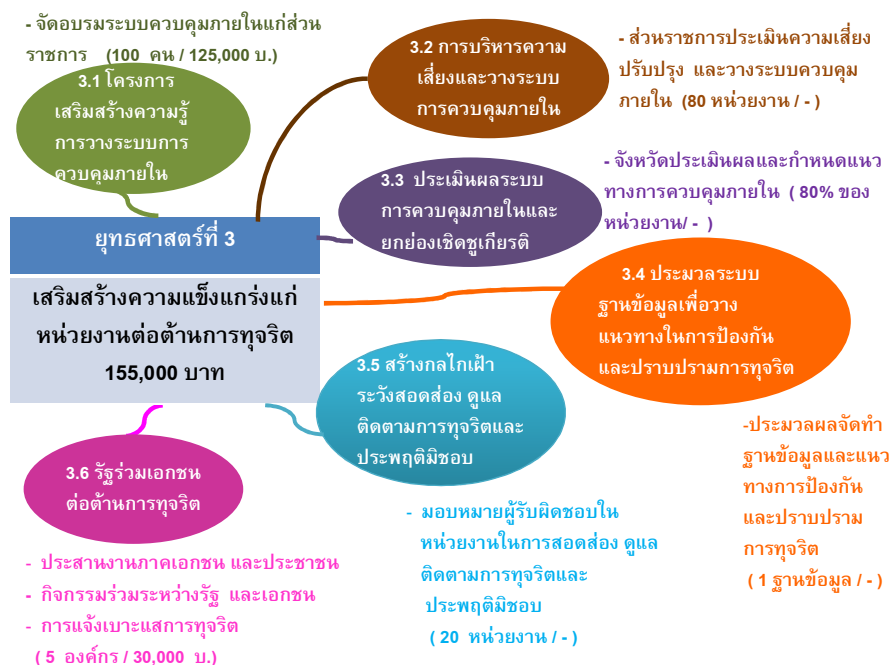 - จัดอบรมระบบควบคุมภายในแก่ส่วน
ราชการ (100 คน / 125,000 บ.)
3.1 โครงการ
เสริมสร้างความรู้
การวางระบบการ
ควบคุมภายใน
3.2 การบริหารความ
เสี่ยงและวางระบบ
การควบคุมภายใน
- ส่วนราชการประเมินความเสี่ยง
ปรับปรุง และวางระบบควบคุม
ภายใน (80 หน่วยงาน / - )
3.3 ประเมินผลระบบ
การควบคุมภายในและ
ยกย่องเชิดชูเกียรติ
- จังหวัดประเมินผลและกำหนดแนว
ทางการควบคุมภายใน ( 80% ของ
หน่วยงาน/ - )
ยุทธศาสตร์ที่ 3
เสริมสร้างความแข็งแกร่งแก่
หน่วยงานต่อต้านการทุจริต
155,000 บาท
3.4 ประมวลระบบ
ฐานข้อมูลเพื่อวาง
แนวทางในการป้องกัน
และปราบปรามการทุจริต
-ประมวลผลจัดทำ
ฐานข้อมูลและแนว
ทางการป้องกัน
และปราบปราม
การทุจริต
( 1 ฐานข้อมูล / - )
3.5 สร้างกลไกเฝ้า
ระวังสอดส่อง ดูแล
ติดตามการทุจริตและ
ประพฤติมิชอบ
- มอบหมายผู้รับผิดชอบใน
หน่วยงานในการสอดส่อง ดูแล
ติดตามการทุจริตและ
ประพฤติมิชอบ
( 20 หน่วยงาน / - )
3.6 รัฐร่วมเอกชน
ต่อต้านการทุจริต
- ประสานงานภาคเอกชน และประชาชน
- กิจกรรมร่วมระหว่างรัฐ และเอกชน
- การแจ้งเบาะแสการทุจริต
( 5 องค์กร / 30,000 บ.)